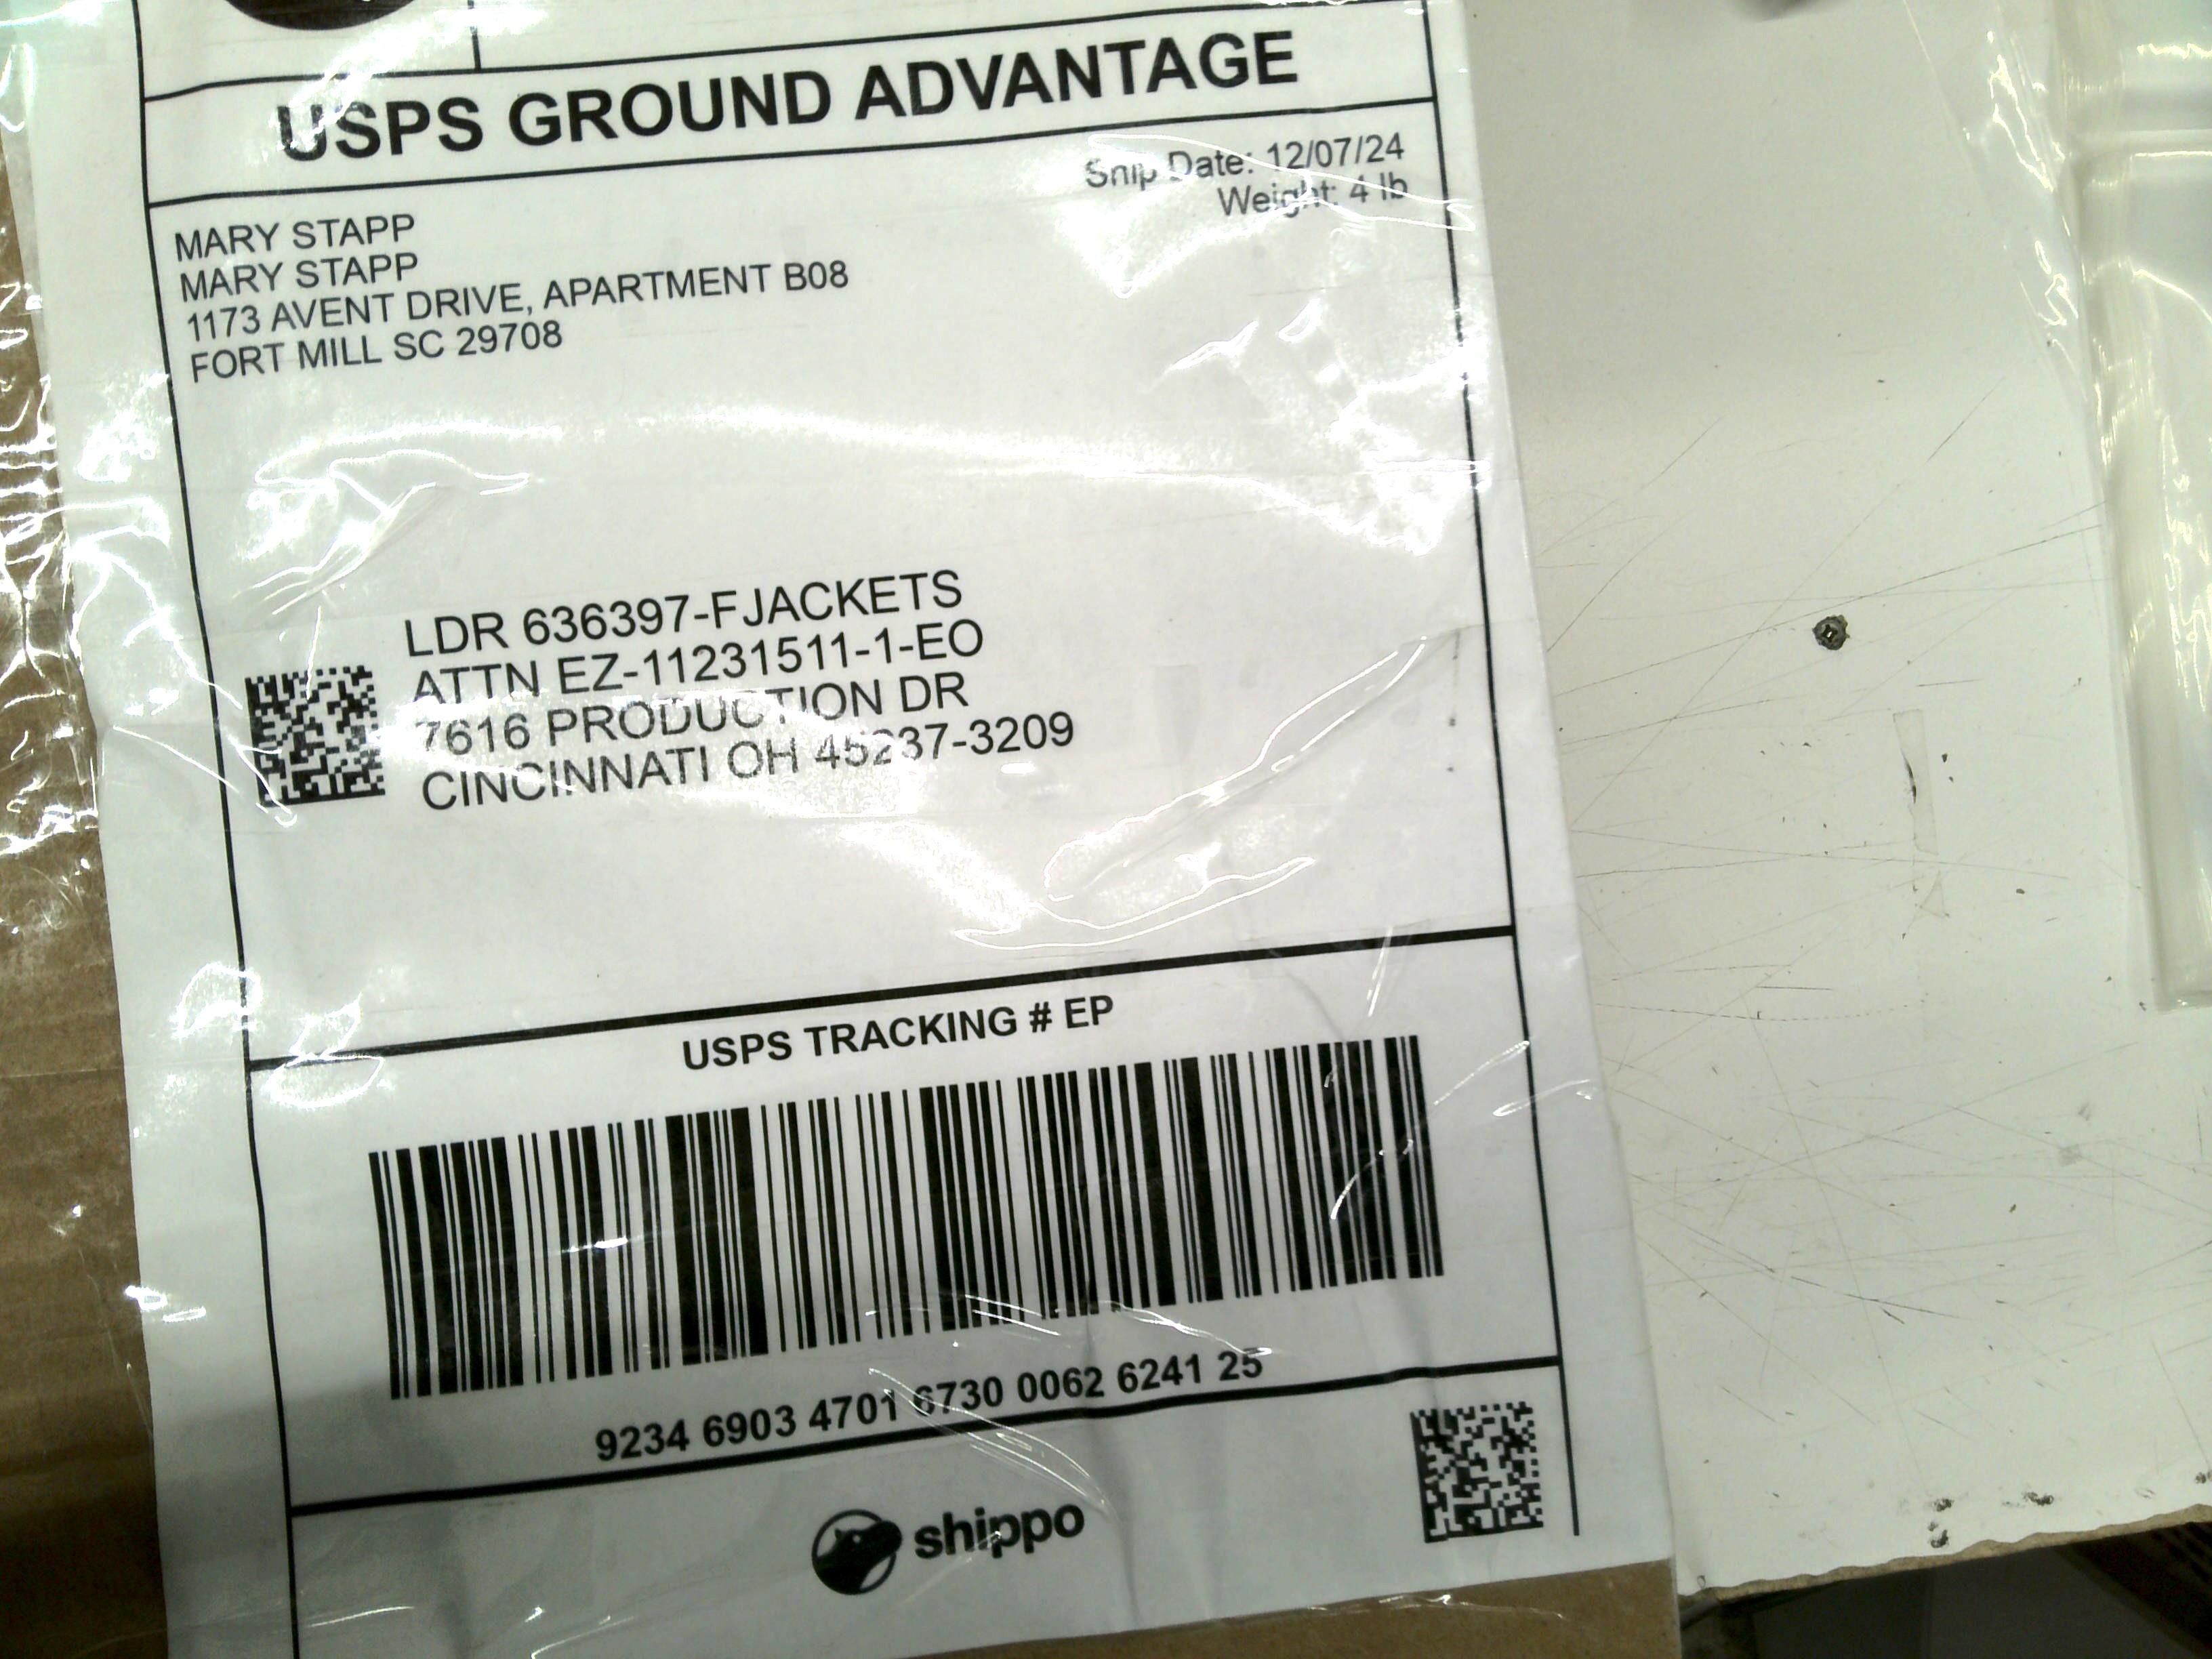 USPS GROUND ADVANTAGE
Ship Date: 12/07/24
Weight: 4 lb
MARY STAPP
MARY STAPP
1173 AVENT DRIVE, APARTMENT B08
FORT MILL SC 29708
LDR 636397-FJACKETS
ATTN EZ-11231511-1-EO
7616 PRODUCTION DR
CINCINNATI OH 45237-3209
USPS TRACKING # EP
9234 6903 4701 6730 0062 6241 25
shippo